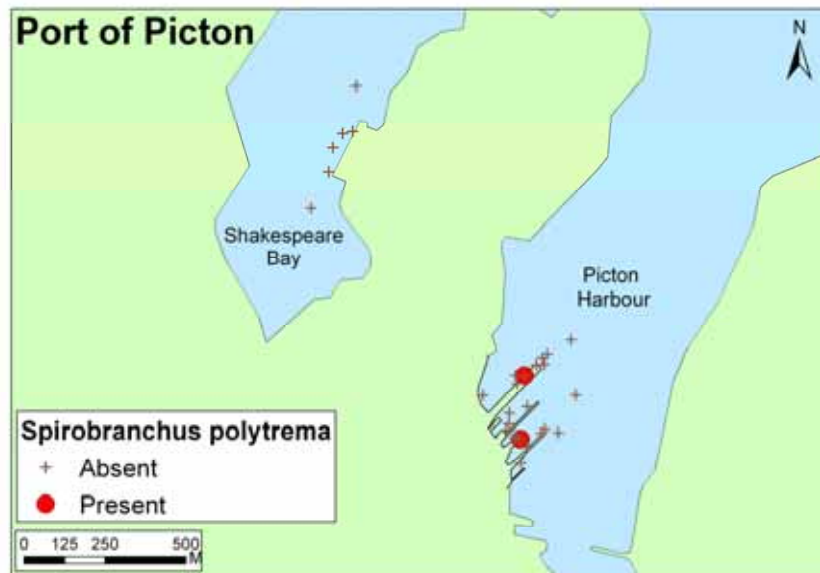 Port of Picton
N
Shakespeare
Bay
Picton
Harbour
Spirobranchus polytrema
+ Absent
Present
0 125 250 500
M